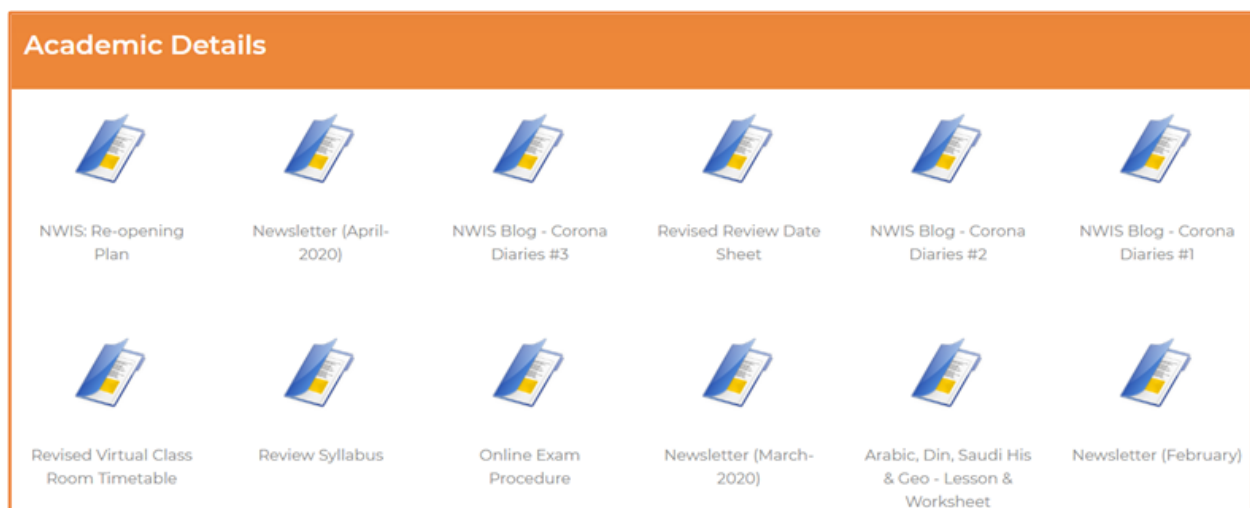 Academic Details
NWIS: Re-opening
Plan
Newsletter (April-
2020)
NWIS Blog - Corona
Diaries #3
Revised Review Date
Sheet
NWIS Blog - Corona
Diaries #2
NWIS Blog - Corona
Diaries #1
Revised Virtual Class
Room Timetable
Review Syllabus
Online Exam
Procedure
Newsletter (March-
2020)
Arabic, Din, Saudi His
& Geo - Lesson &
Worksheet
Newsletter (February)